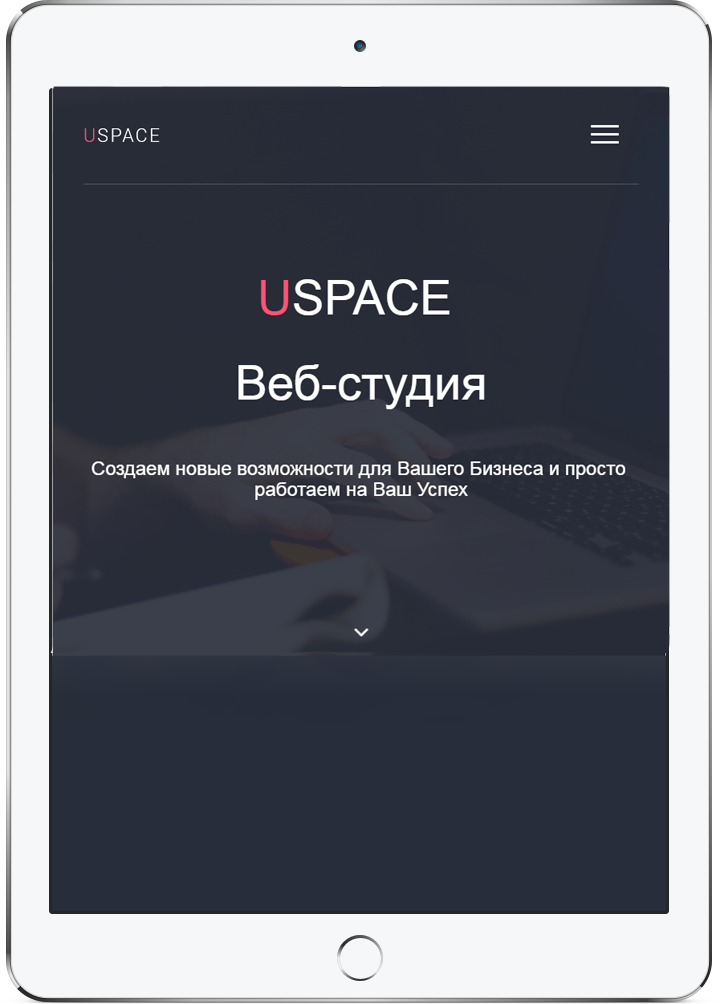 USPACE
USPACE
Веб-студия
Создаем новые возможности для Вашего Бизнеса и просто
работаем на Ваш Успех